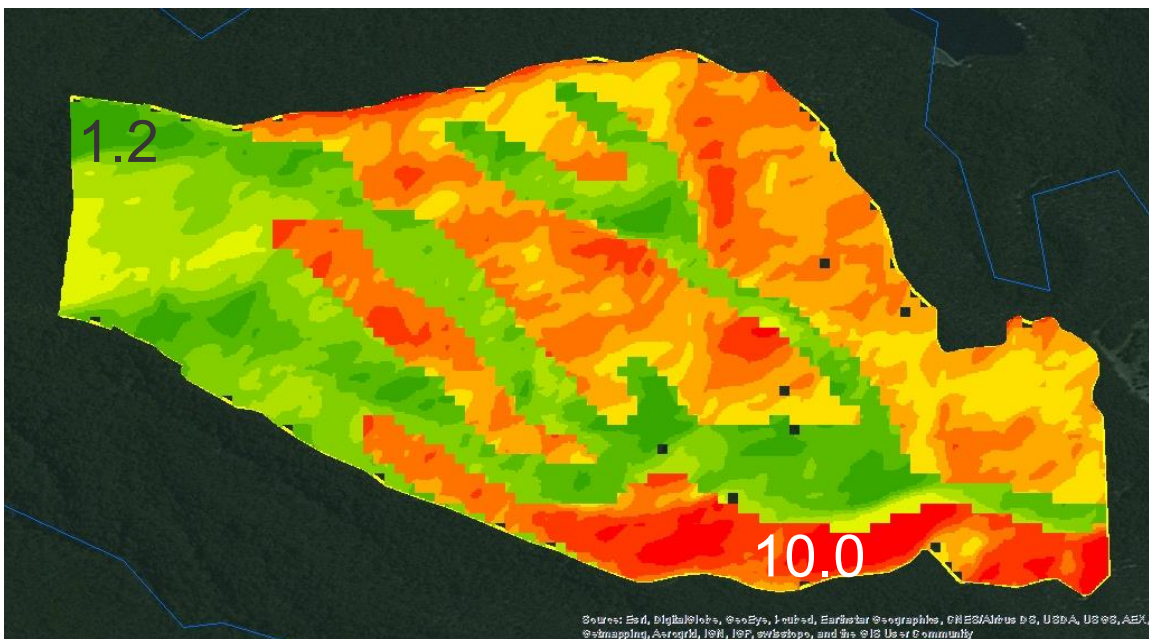 1.2
10.0
Source: Esri, DigitalGlobe, GeoEye, i-cubed, Earthstar Geographics, CNES/Airbus DS, USDA, USGS, AEX,
Getmapping, Aerogrid, IGN, IGP, swisstopo, and the GIS User Community